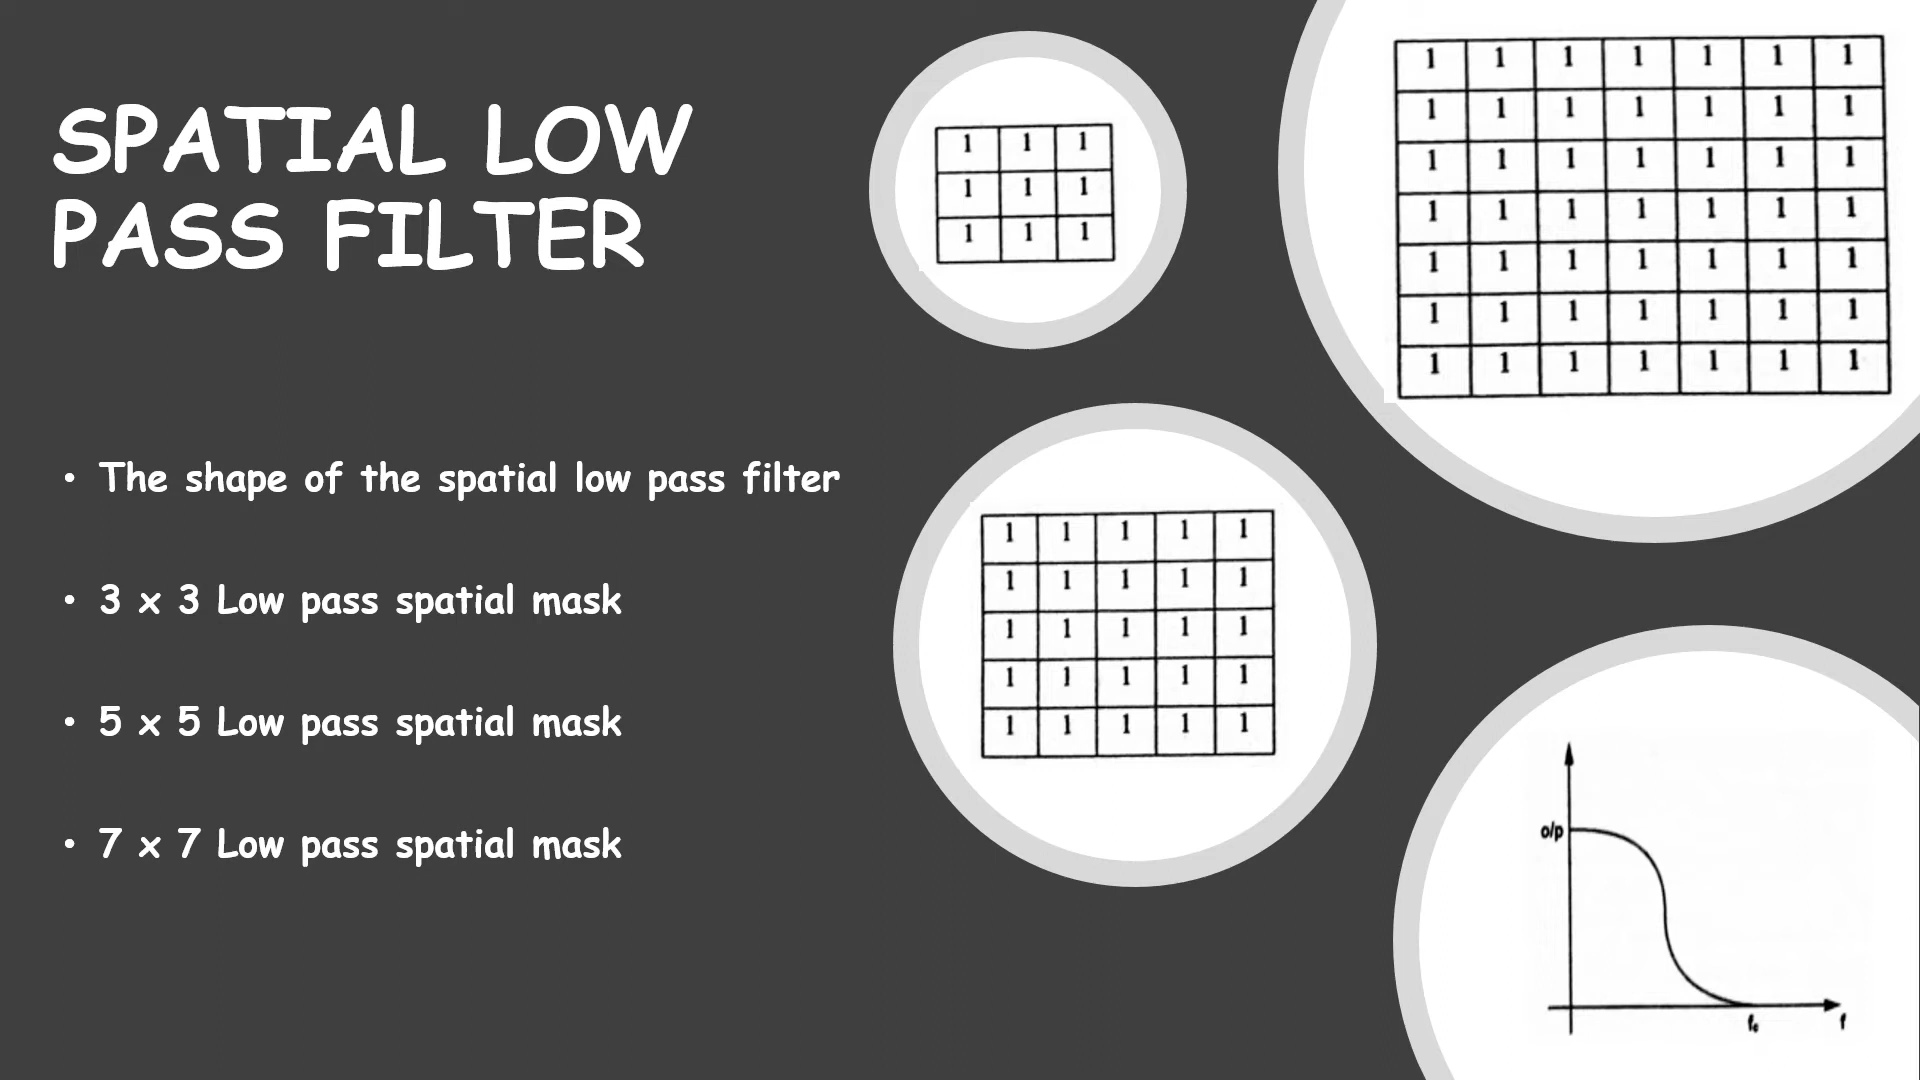 SPATIAL LOW
PASS FILTER
• The shape of the spatial low pass filter
• 3 x 3 Low pass spatial mask
• 5 x 5 Low pass spatial mask
• 7 x 7 Low pass spatial mask
1 1 1
1 1 1
1 1 1
1 1 1 1 1 1 1
1 1 1 1 1 1 1
1 1 1 1 1 1 1
1 1 1 1 1 1 1
1 1 1 1 1 1 1
1 1 1 1 1 1 1
1 1 1 1 1 1 1
1 1 1 1 1
1 1 1 1 1
1 1 1 1 1
1 1 1 1 1
1 1 1 1 1
o/p
fc f